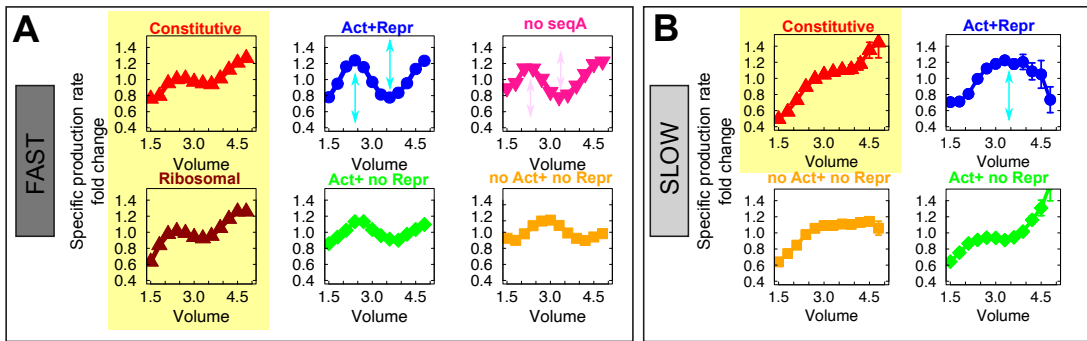 A
FAST
Specific production rate
fold change
Constitutive
1.4
1.2
1.0
0.8
0.6
0.4
1.5 3.0 4.5
Volume
Act+Repr
1.4
1.2
1.0
0.8
0.6
0.4
1.5 3.0 4.5
Volume
no seqA
1.4
1.2
1.0
0.8
0.6
0.4
1.5 3.0 4.5
Volume
Ribosomal
1.4
1.2
1.0
0.8
0.6
0.4
1.5 3.0 4.5
Volume
Act+ no Repr
1.4
1.2
1.0
0.8
0.6
0.4
1.5 3.0 4.5
Volume
no Act+ no Repr
1.4
1.2
1.0
0.8
0.6
0.4
1.5 3.0 4.5
Volume
B
SLOW
Specific production rate
fold change
Constitutive
1.4
1.2
1.0
0.8
0.6
0.4
1.5 3.0 4.5
Volume
Act+Repr
1.4
1.2
1.0
0.8
0.6
0.4
1.5 3.0 4.5
Volume
no Act + no Repr
1.4
1.2
1.0
0.8
0.6
0.4
1.5 3.0 4.5
Volume
Act+ no Repr
1.4
1.2
1.0
0.8
0.6
0.4
1.5 3.0 4.5
Volume